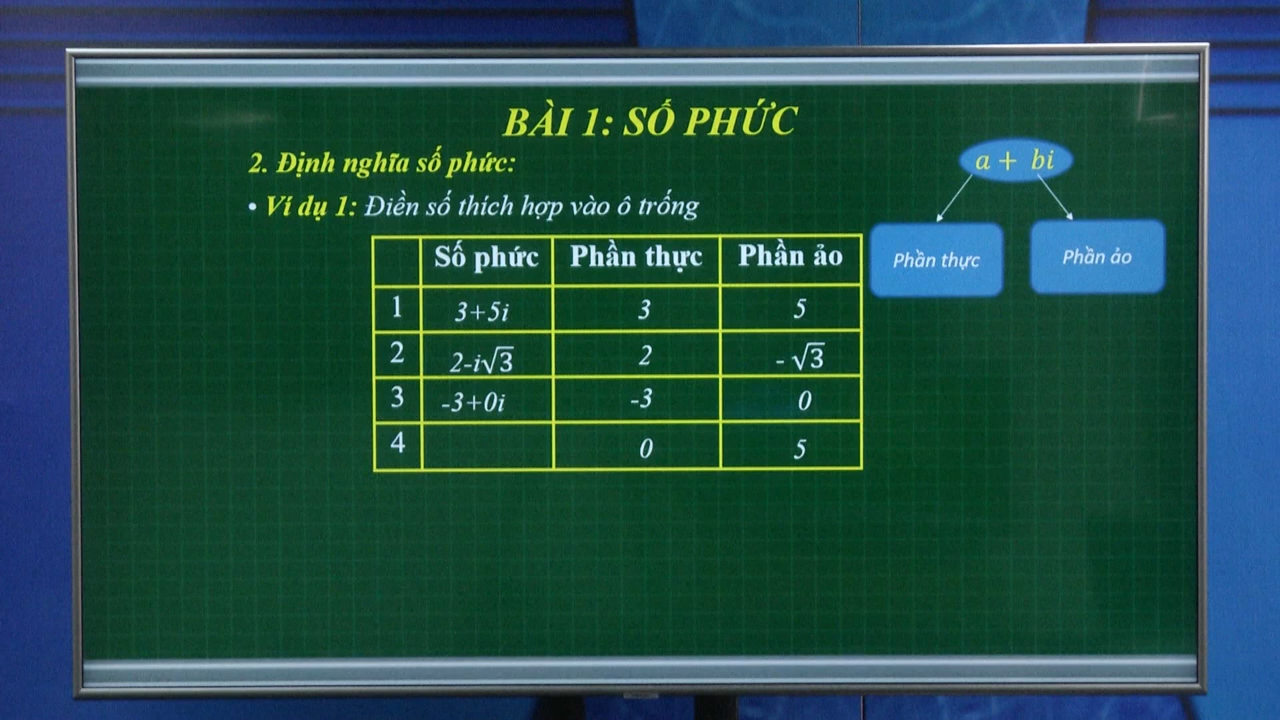 BÀI 1: SỐ PHỨC
2. Định nghĩa số phức:
• Ví dụ 1: Điền số thích hợp vào ô trống
a + bi
Phần thực Phần ảo
Số phức Phần thực Phần ảo
1 3+5i 3 5
2 2-i√3 2 - √3
3 -3+0i -3 0
4 0 5